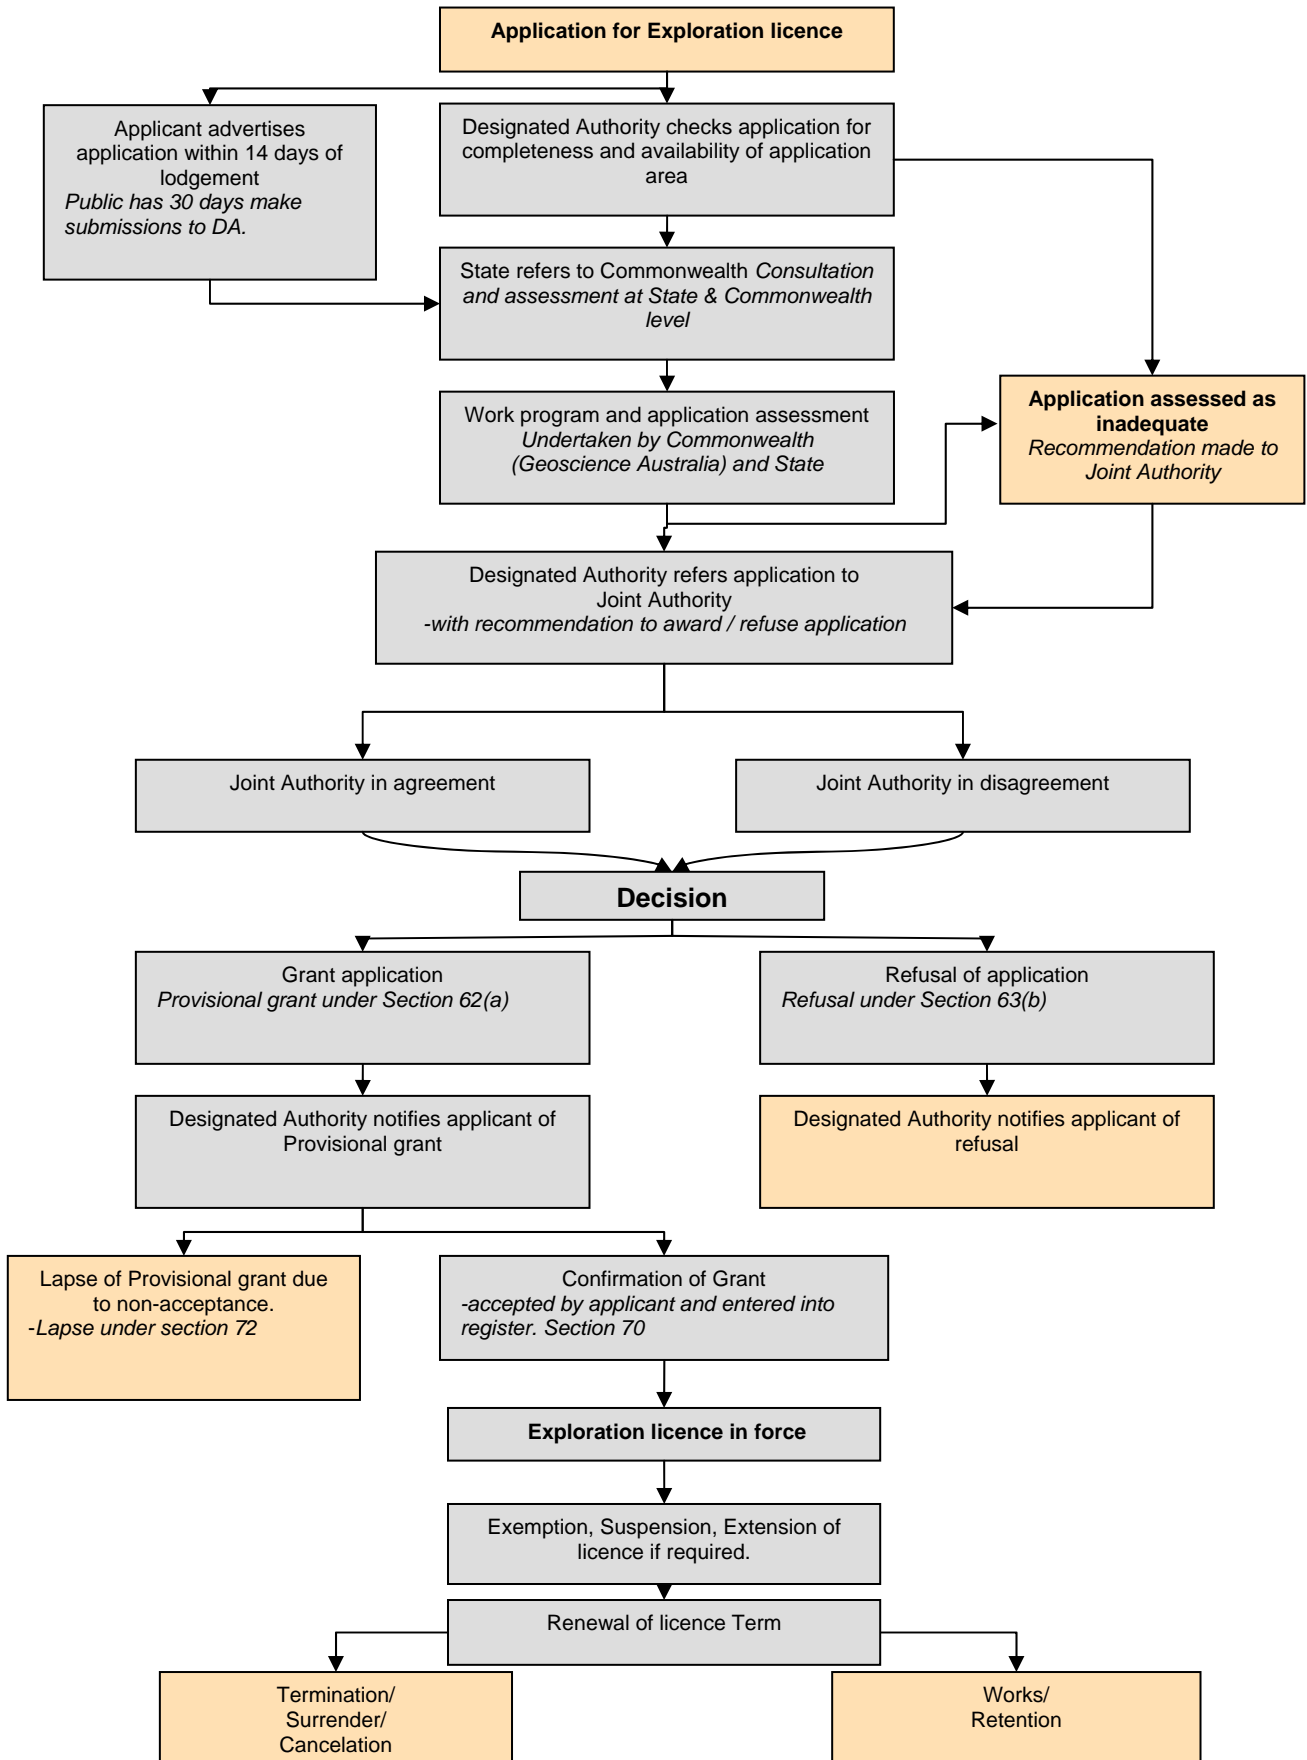 Application for Exploration licence
Applicant advertises
application within 14 days of
lodgement
Public has 30 days make
submissions to DA.
Designated Authority checks application for
completeness and availability of application
area
State refers to Commonwealth Consultation
and assessment at State & Commonwealth
level
Work program and application assessment
Undertaken by Commonwealth
(Geoscience Australia) and State
Application assessed as
inadequate
Recommendation made to
Joint Authority
Designated Authority refers application to
Joint Authority
-with recommendation to award / refuse application
Joint Authority in agreement
Joint Authority in disagreement
Decision
Grant application
Provisional grant under Section 62(a)
Refusal of application
Refusal under Section 63(b)
Designated Authority notifies applicant of
Provisional grant
Designated Authority notifies applicant of
refusal
Lapse of Provisional grant due
to non-acceptance.
-Lapse under section 72
Confirmation of Grant
-accepted by applicant and entered into
register. Section 70
Exploration licence in force
Exemption, Suspension, Extension of
licence if required.
Renewal of licence Term
Termination/
Surrender/
Cancelation
Works/
Retention